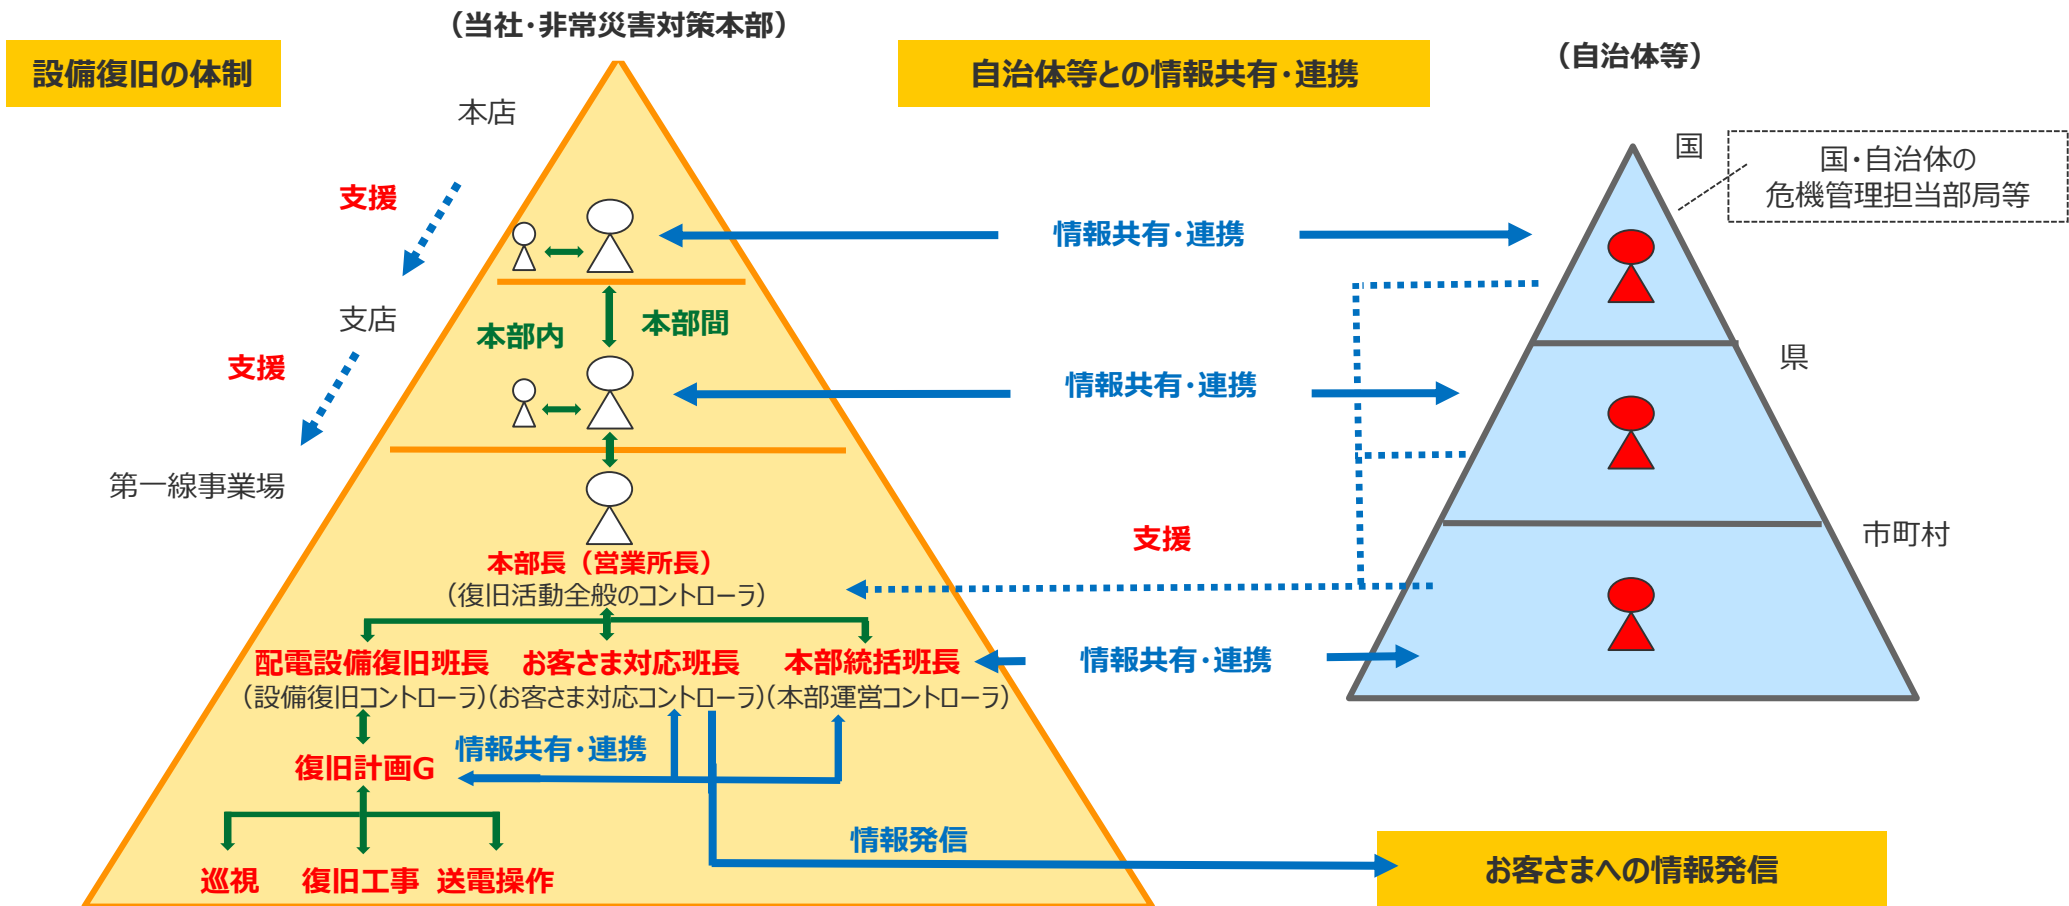 (当社・非常災害対策本部)
設備復旧の体制
自治体等との情報共有・連携
(自治体等)
本店
国
国・自治体の
危機管理担当部局等
支援
情報共有・連携
支店
本部内
本部間
県
支援
情報共有・連携
第一線事業場
市町村
支援
本部長(営業所長)
(復旧活動全般のコントローラ)
配電設備復旧班長
お客さま対応班長
本部統括班長
情報共有・連携
(設備復旧コントローラ)
(お客さま対応コントローラ)
(本部運営コントローラ)
情報共有・連携
復旧計画G
情報発信
お客さまへの情報発信
巡視
復旧工事
送電操作